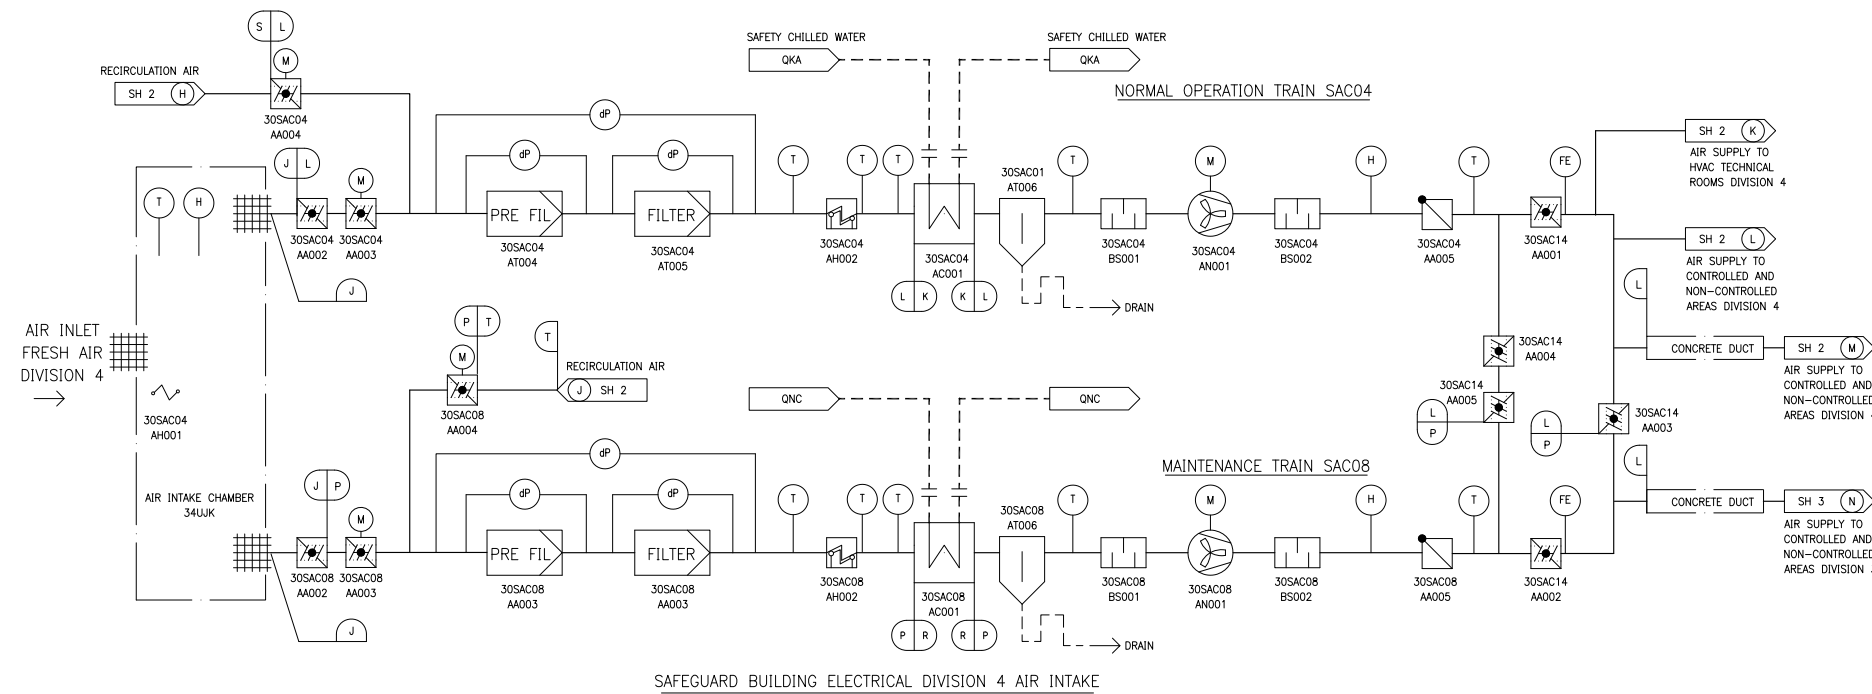 S L
M
RECIRCULATION AIR
SH 2 H
30SAC04
AA004
SAFETY CHILLED WATER
QKA
SAFETY CHILLED WATER
QKA
NORMAL OPERATION TRAIN SAC04
dP
dP
dP
J L
M
T
H
30SAC04
AA002
30SAC04
AA003
J
PRE FIL
30SAC04
AT004
FILTER
30SAC04
AT005
T
T
T
30SAC04
AH002
30SAC04
AC001
L K
K L
30SAC01
AT006
DRAIN
T
30SAC04
BS001
M
30SAC04
AN001
30SAC04
BS002
H
T
30SAC04
AA005
FE
30SAC14
AA001
SH 2 K
AIR SUPPLY TO
HVAC TECHNICAL
ROOMS DIVISION 4
SH 2 L
AIR SUPPLY TO
CONTROLLED AND
NON-CONTROLLED
AREAS DIVISION 4
L
CONCRETE DUCT
SH 2 M
AIR SUPPLY TO
CONTROLLED AND
NON-CONTROLLED
AREAS DIVISION
30SAC14
AA004
30SAC14
AA005
L
P
L
P
30SAC14
AA003
L
CONCRETE DUCT
SH 3 N
AIR SUPPLY TO
CONTROLLED AND
NON-CONTROLLED
AREAS DIVISION
AIR INLET
FRESH AIR
DIVISION 4
30SAC04
AH001
AIR INTAKE CHAMBER
34UJK
P T
M
T
RECIRCULATION AIR
J SH 2
30SAC08
AA004
QNC
QNC
MAINTENANCE TRAIN SAC08
dP
dP
dP
J P
M
30SAC08
AA002
30SAC08
AA003
J
PRE FIL
30SAC08
AA003
FILTER
30SAC08
AA003
T
T
T
30SAC08
AH002
30SAC08
AC001
P R
R P
30SAC08
AT006
DRAIN
T
30SAC08
BS001
M
30SAC08
AN001
30SAC08
BS002
H
T
30SAC08
AA005
FE
30SAC14
AA002
SAFEGUARD BUILDING ELECTRICAL DIVISION 4 AIR INTAKE